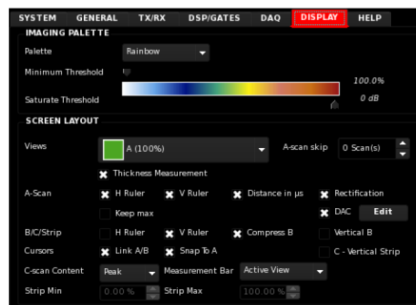 SYSTEM GENERAL TX/RX DSP/GATES DAQ DISPLAY HELP
IMAGING PALETTE
Palette Rainbow
Minimum Threshold
100.0%
Saturate Threshold 0 dB
SCREEN LAYOUT
Views A (100%) A-scan skip 0 Scan(s)
Thickness Measurement
A-Scan H Ruler V Ruler Distance in µs Rectification
Keep max DAC Edit
B/C/Strip H Ruler V Ruler Compress B Vertical B
Cursors Link A/B Snap To A C - Vertical Strip
C-scan Content Peak Measurement Bar Active View
Strip Min 0.00 % Strip Max 100.00 %